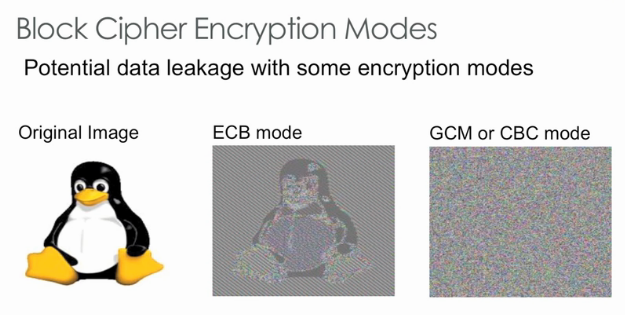 Block Cipher Encryption Modes
Potential data leakage with some encryption modes
Original Image
ECB mode
GCM or CBC mode